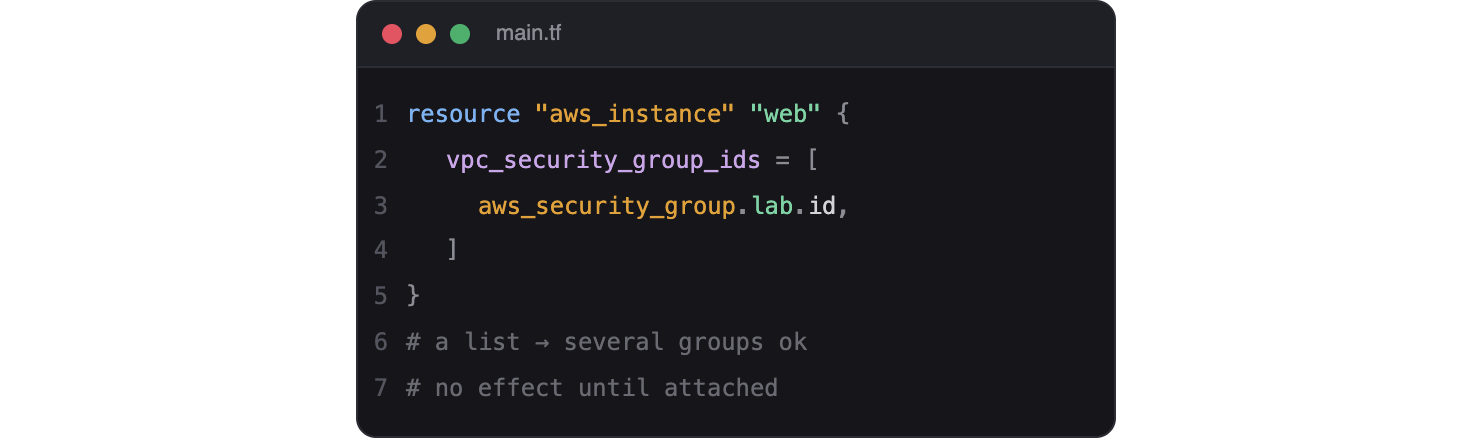 main.tf
1 resource "aws_instance" "web" {
2 vpc_security_group_ids = [
3 aws_security_group.lab.id,
4 ]
5 }
6 # a list → several groups ok
7 # no effect until attached